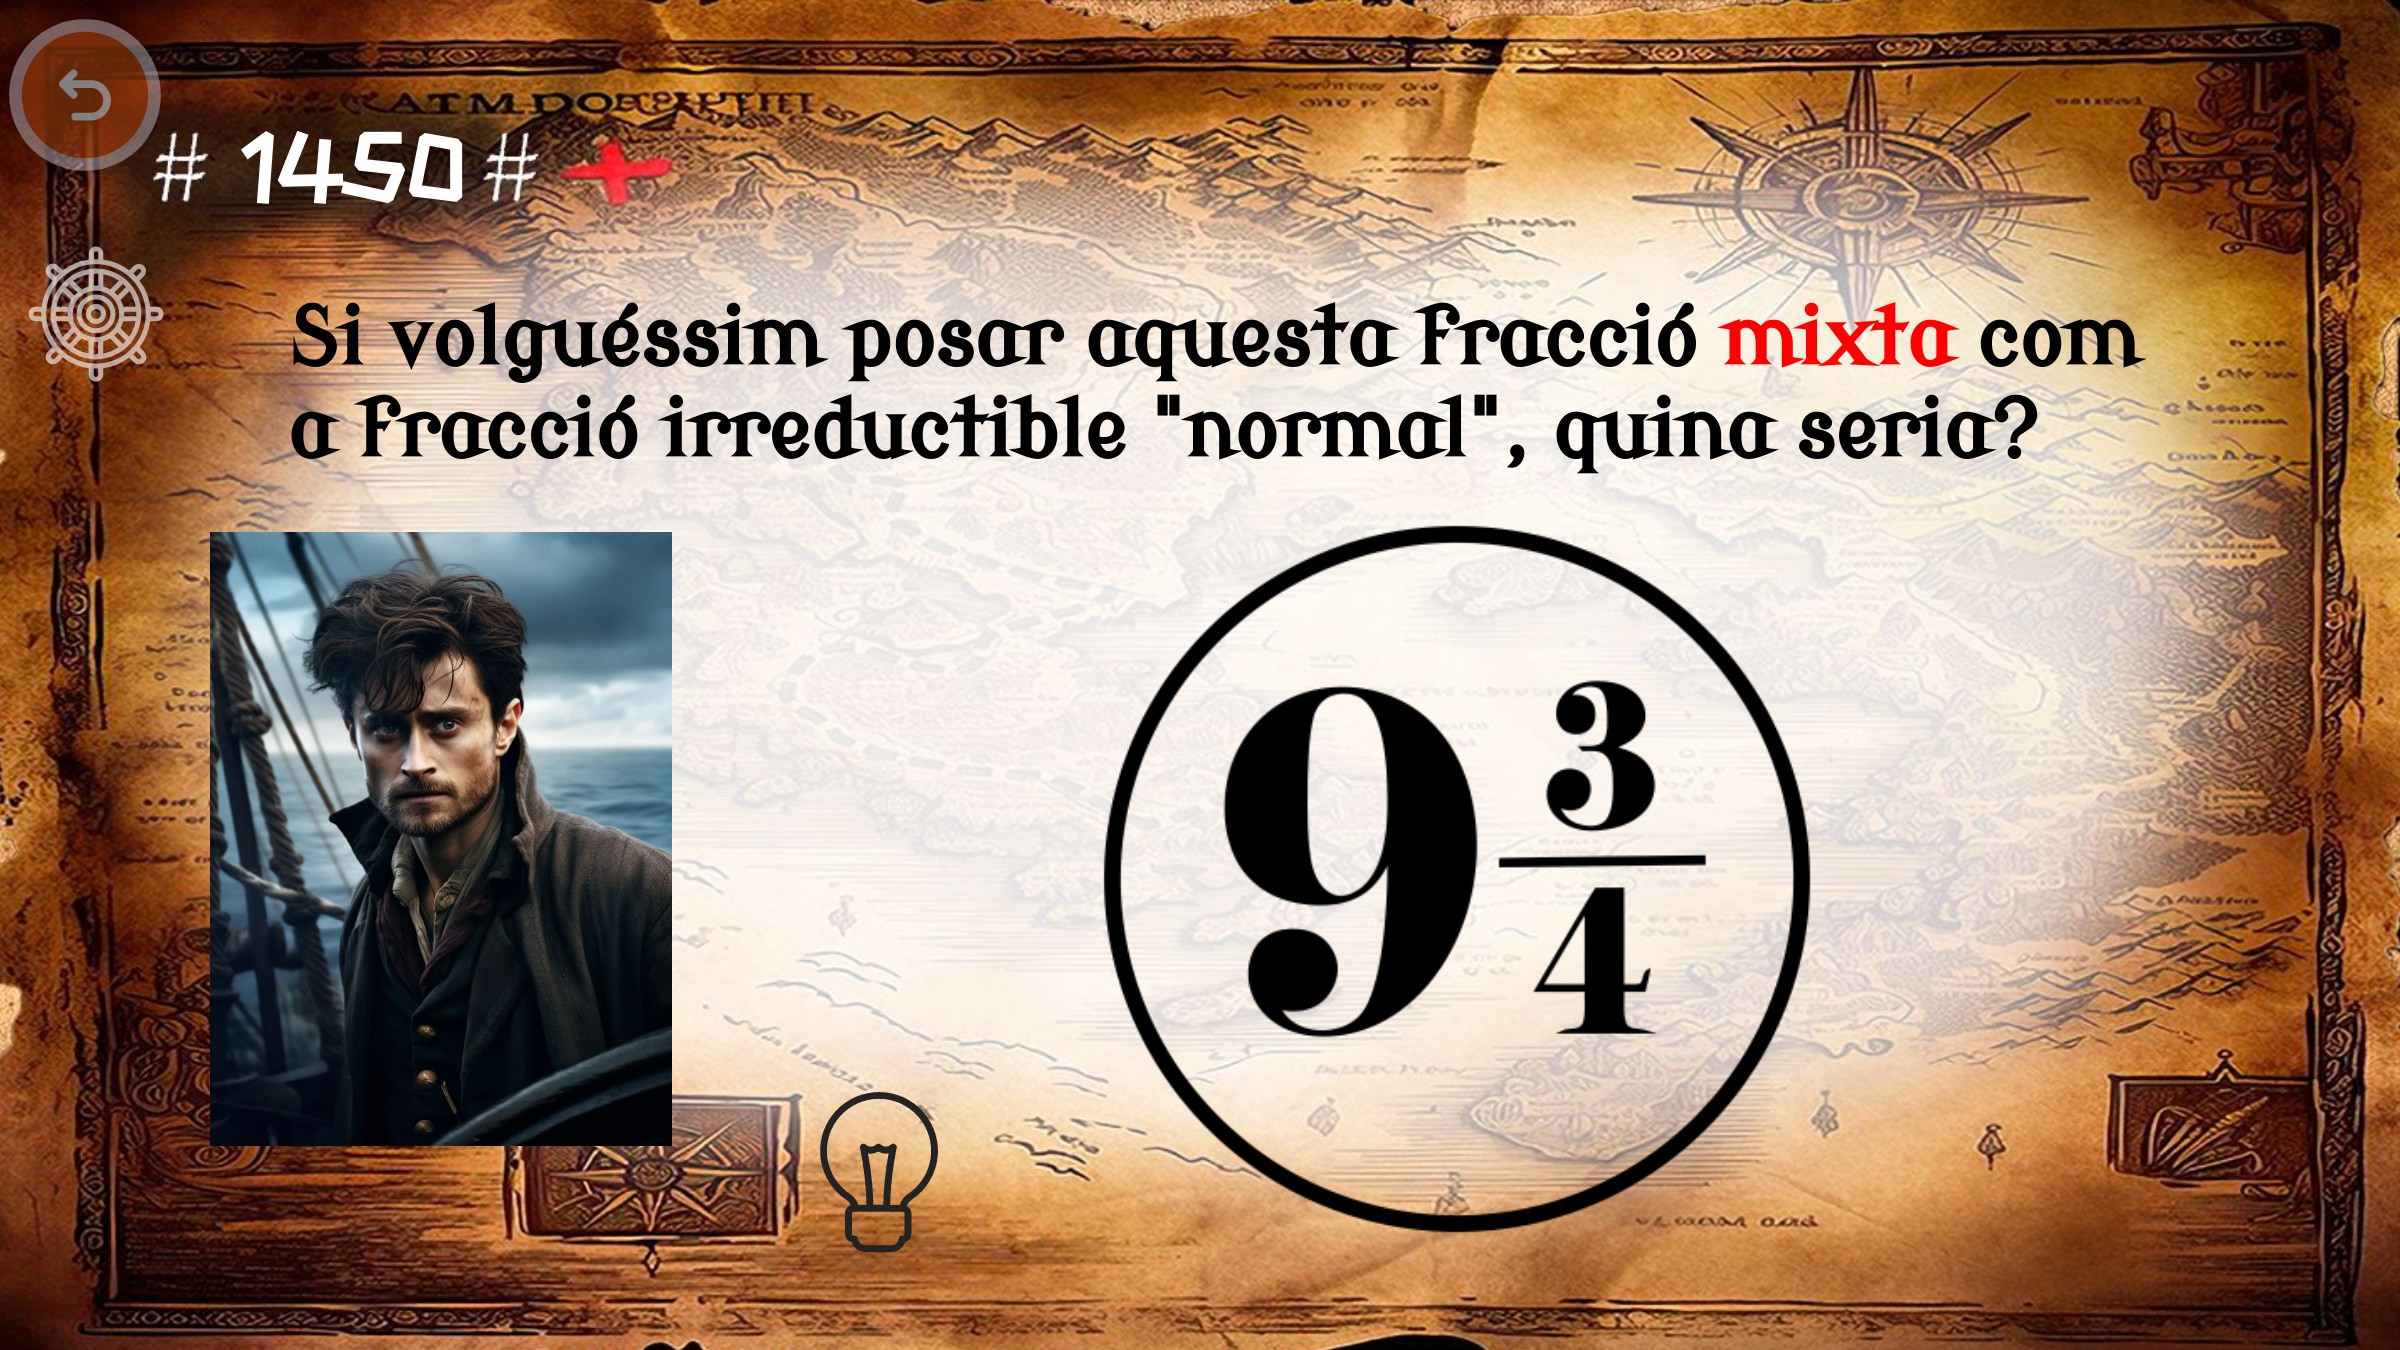 # 1450 #
Si volguéssim posar aquesta fracció mixta com
a fracció irreductible "normal", quina seria?
9 3/4